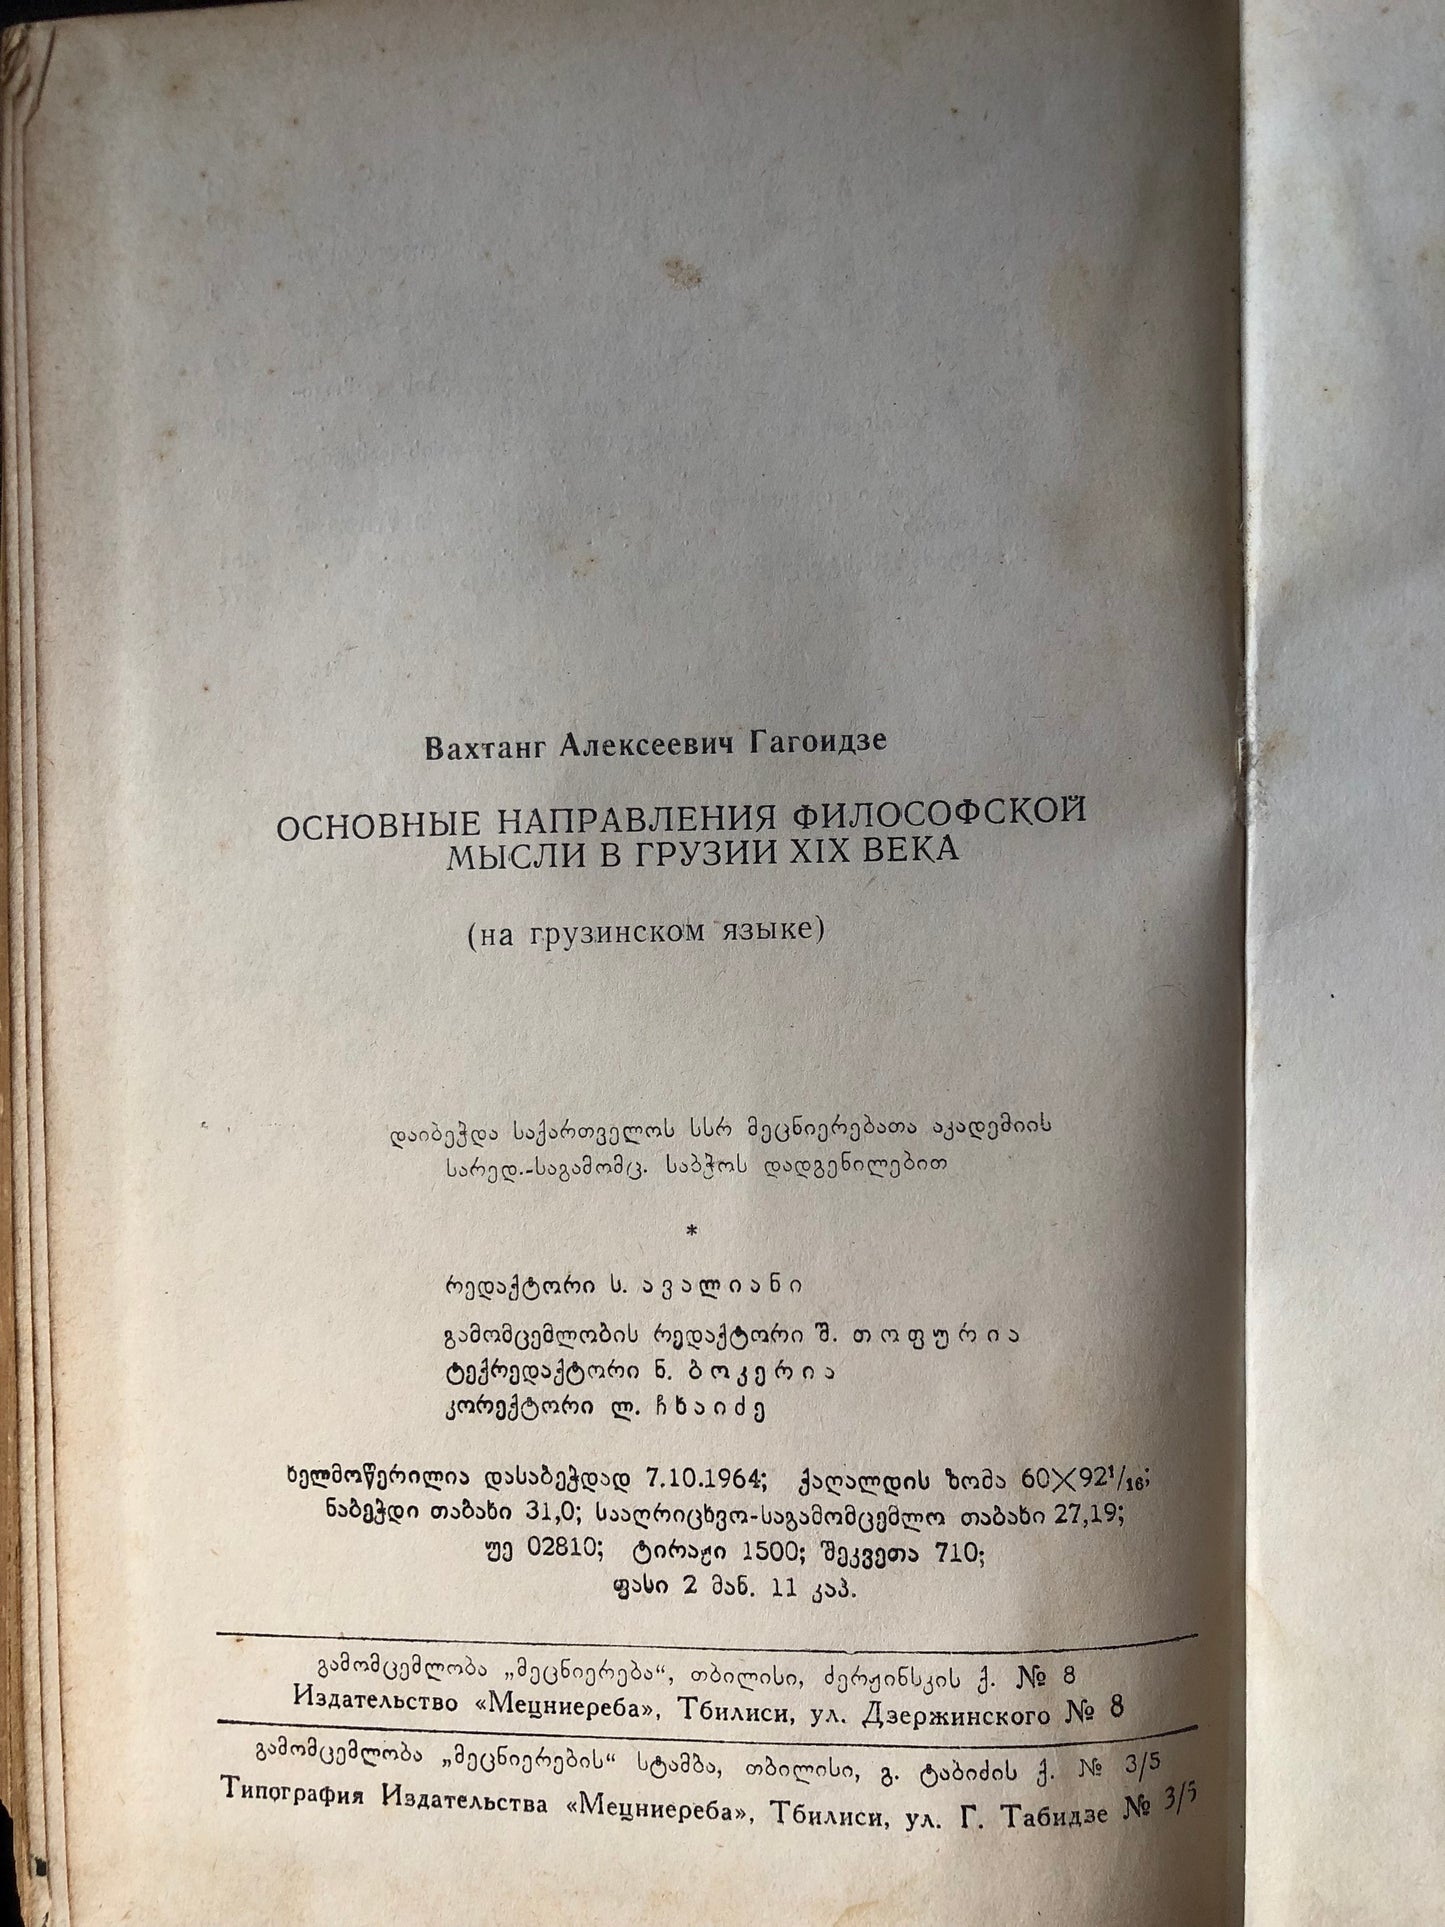 Вахтанг Алексеевич Гагоидзе
ОСНОВНЫЕ НАПРАВЛЕНИЯ ФИЛОСОФСКОЙ
МЫСЛИ В ГРУЗИИ XIX ВЕКА
(на грузинском языке)
დაიბეჭდა საქართველოს სსრ მეცნიერებათა აკადემიის
სარედ.-საგამომც. საბჭოს დადგენილებით
*
რედაქტორი ს. ავალიანი
გამომცემლობის რედაქტორი შ. თოფურია
ტექრედაქტორი ნ. ბოკერია
კორექტორი ლ. ჩხაიძე
ხელმოწერილია დასაბეჭდად 7.10.1964; ქაღალდის ზომა 60×92¹/₁₆;
ნაბეჭდი თაბახი 31,0; სააღრიცხვო-საგამომცემლო თაბახი 27,19;
უე 02810; ტირაჟი 1500; შეკვეთა 710;
ფასი 2 მან. 11 კაპ.
გამომცემლობა „მეცნიერება“, თბილისი, ძერჟინსკის ქ. № 8
Издательство «Мецниереба», Тбилиси, ул. Дзержинского № 8
გამომცემლობა „მეცნიერების“ სტამბა, თბილისი, გ. ტაბიძის ქ. № 3/5
Типография Издательства «Мецниереба», Тбилиси, ул. Г. Табидзе № 3/5